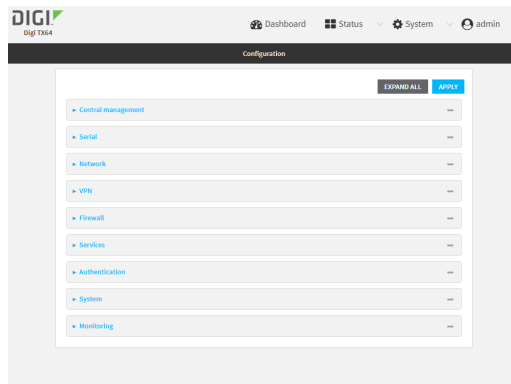 DIGI.
Digi TX64
Dashboard
Status
System
admin
Configuration
EXPAND ALL
APPLY
Central management
Serial
Network
VPN
Firewall
Services
Authentication
System
Monitoring